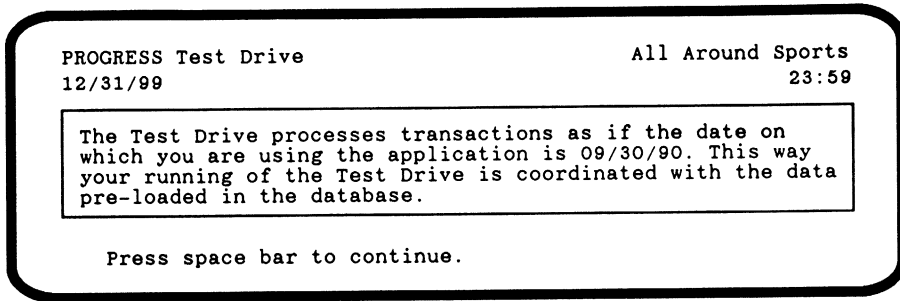 PROGRESS Test Drive All Around Sports
12/31/99 23:59
The Test Drive processes transactions as if the date on
which you are using the application is 09/30/90. This way
your running of the Test Drive is coordinated with the data
pre-loaded in the database.
Press space bar to continue.